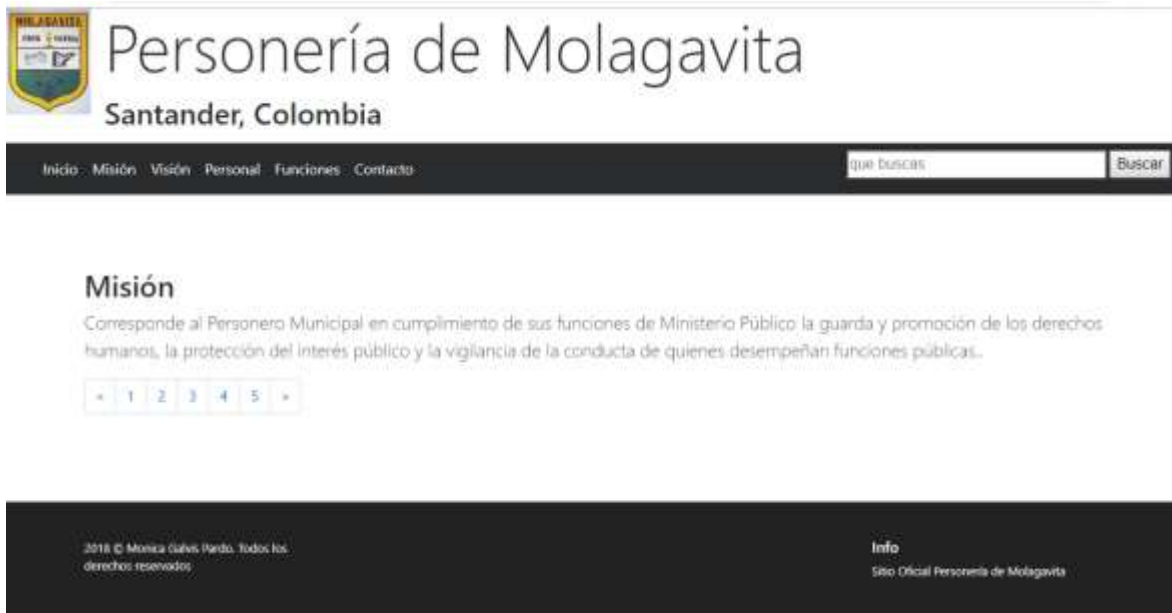 MOLAGAVITA
Personería de Molagavita
Santander, Colombia
Inicio Misión Visión Personal Funciones Contacto
que buscas Buscar
Misión
Corresponde al Personero Municipal en cumplimiento de sus funciones de Ministerio Público la guarda y promoción de los derechos
humanos, la protección del interés público y la vigilancia de la conducta de quienes desempeñan funciones públicas..
« 1 2 3 4 5 »
2018 © Monica Galvis Pardo. Todos los
derechos reservados
Info
Sitio Oficial Personería de Molagavita